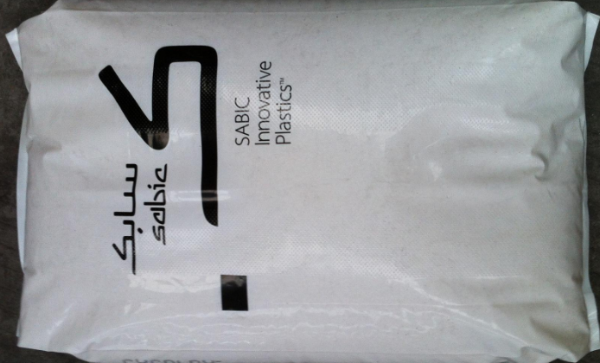 سابك
sabic
SABIC
Innovative
Plastics™